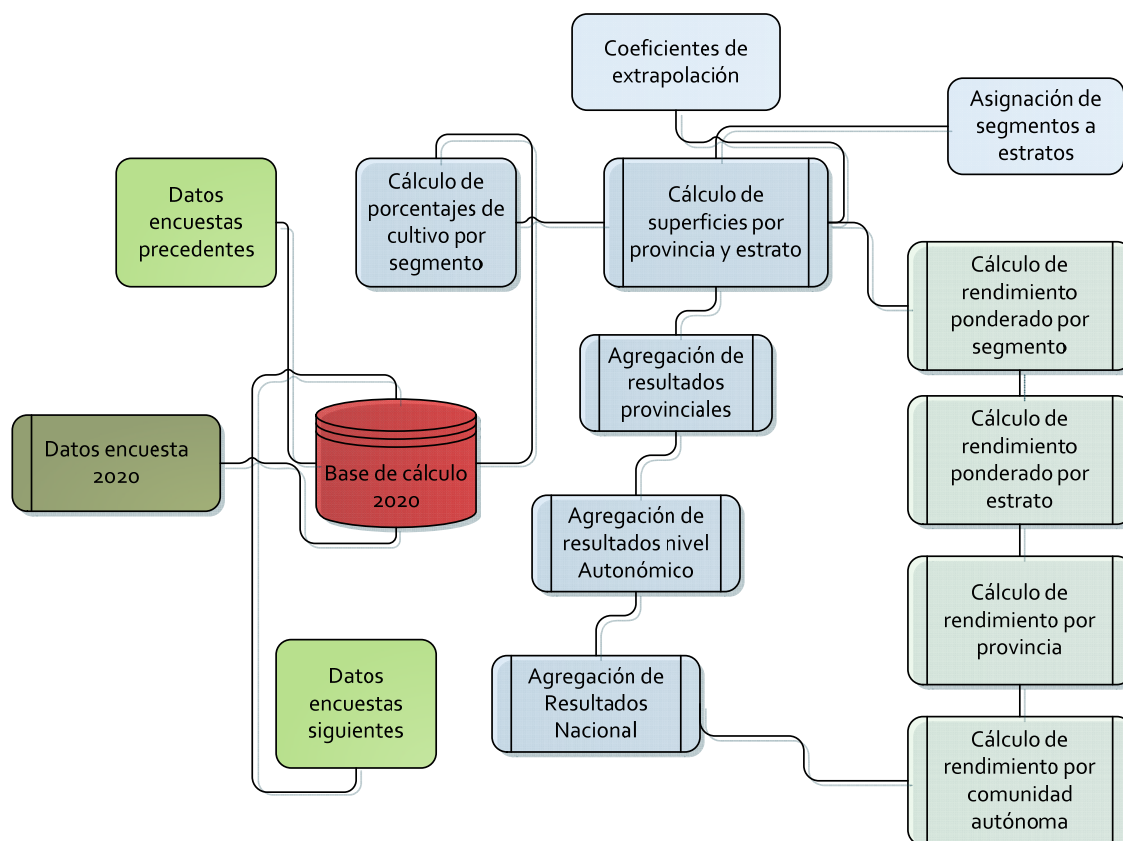 Coeficientes de
extrapolación
Asignación de
segmentos a
estratos
Datos
encuestas
precedentes
Cálculo de
porcentajes de
cultivo por
segmento
Cálculo de
superficies por
provincia y estrato
Cálculo de
rendimiento
ponderado por
segmento
Agregación de
resultados
provinciales
Datos encuesta
2020
Base de cálculo
2020
Cálculo de
rendimiento
ponderado por
estrato
Agregación de
resultados nivel
Autonómico
Cálculo de
rendimiento por
provincia
Datos
encuestas
siguientes
Agregación de
Resultados
Nacional
Cálculo de
rendimiento por
comunidad
autónoma